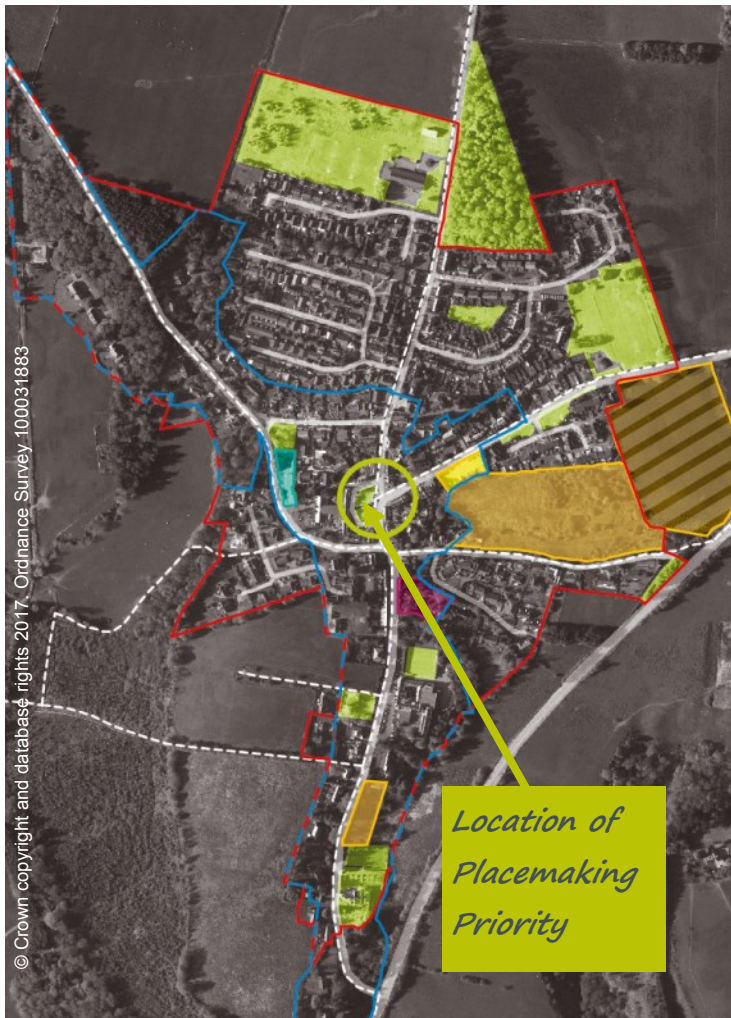 © Crown copyright and database rights 2017. Ordnance Survey 100031883
Location of
Placemaking
Priority